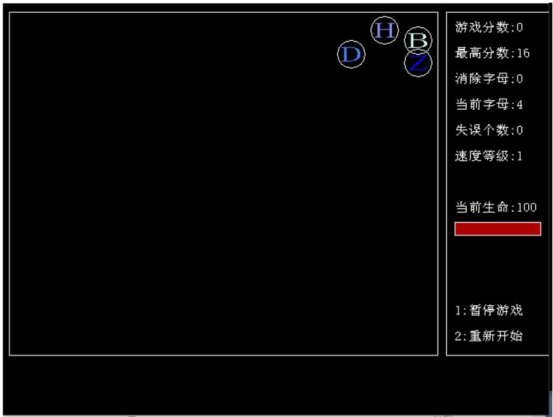 H
B
D
Z
游戏分数:0
最高分数:16
消除字母:0
当前字母:4
失误个数:0
速度等级:1
当前生命:100
1:暂停游戏
2:重新开始